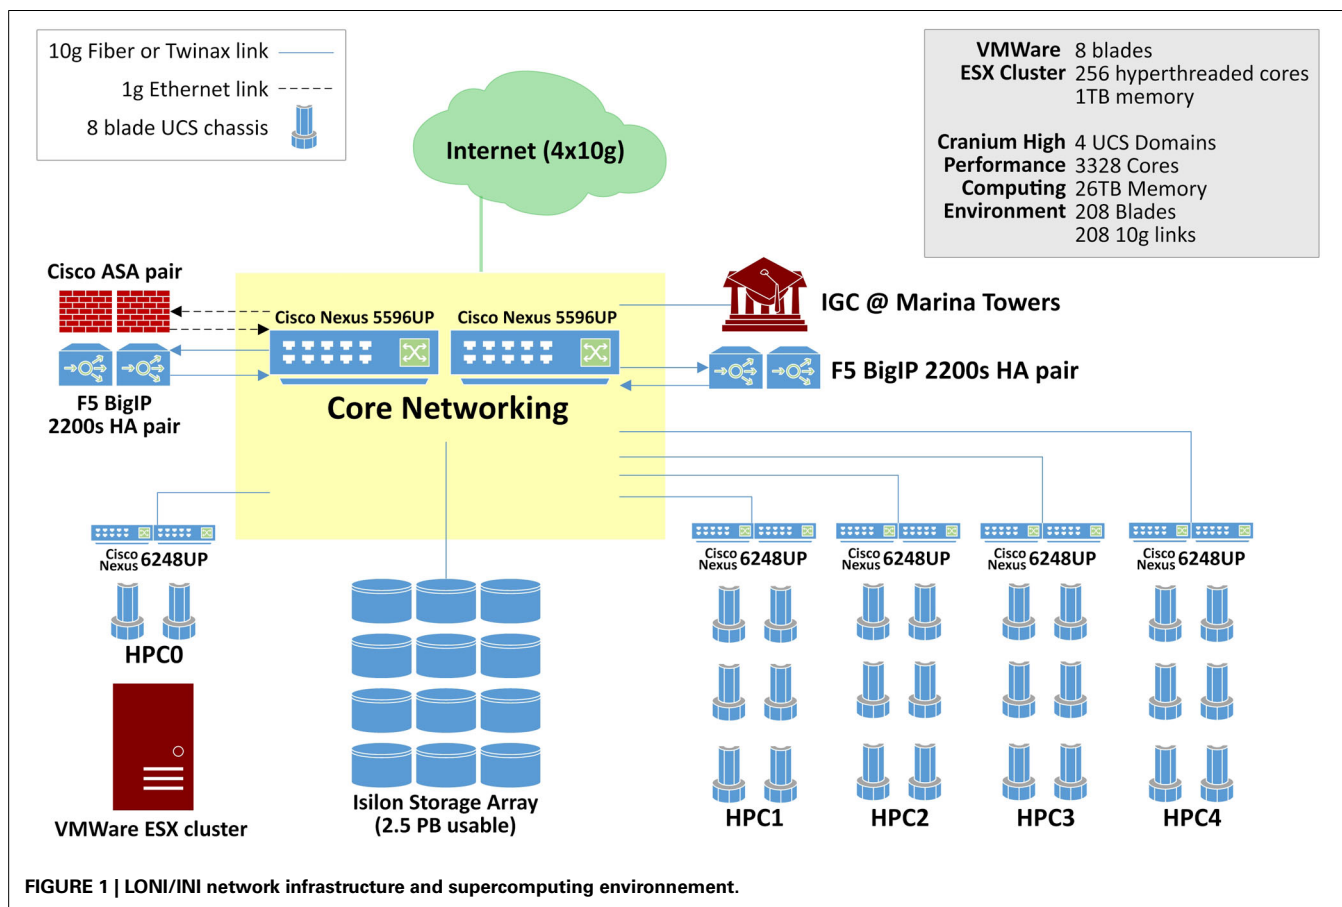 10g Fiber or Twinax link
1g Ethernet link
8 blade UCS chassis
Internet (4x10g)
VMWare 8 blades
ESX Cluster 256 hyperthreaded cores
1TB memory
Cranium High 4 UCS Domains
Performance 3328 Cores
Computing 26TB Memory
Environment 208 Blades
208 10g links
Cisco ASA pair
Cisco Nexus 5596UP
Cisco Nexus 5596UP
IGC @ Marina Towers
F5 BigIP 2200s HA pair
F5 BigIP
2200s HA pair
Core Networking
Cisco Nexus 6248UP
HPC0
VMWare ESX cluster
Isilon Storage Array
(2.5 PB usable)
Cisco Nexus 6248UP
Cisco Nexus 6248UP
Cisco Nexus 6248UP
Cisco Nexus 6248UP
HPC1
HPC2
HPC3
HPC4
FIGURE 1 | LONI/INI network infrastructure and supercomputing environnement.